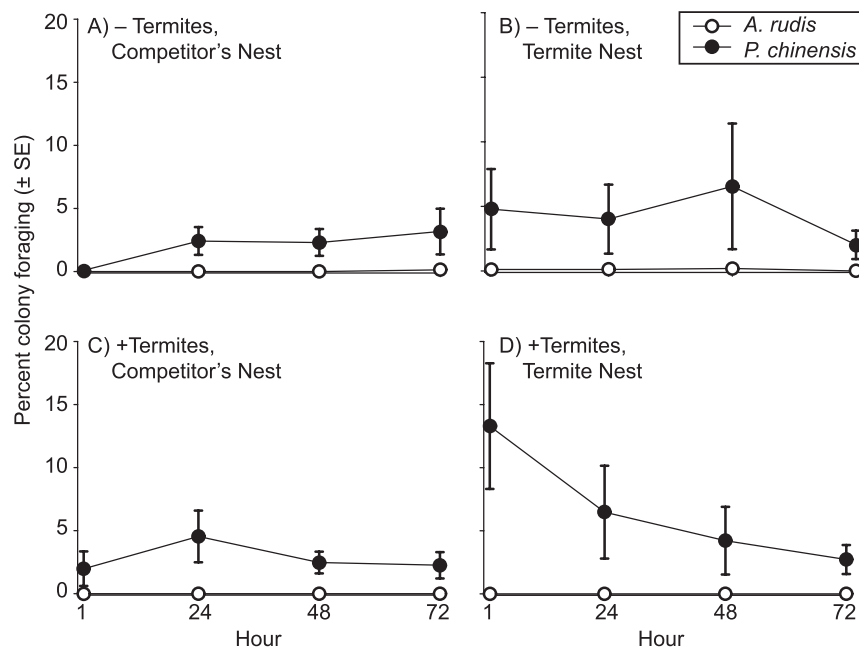 A) – Termites,
Competitor's Nest
B) – Termites,
Termite Nest
A. rudis
P. chinensis
20
15
10
5
0
Percent colony foraging (± SE)
C) +Termites,
Competitor's Nest
D) +Termites,
Termite Nest
20
15
10
5
0
1 24 48 72
1 24 48 72
Hour
Hour